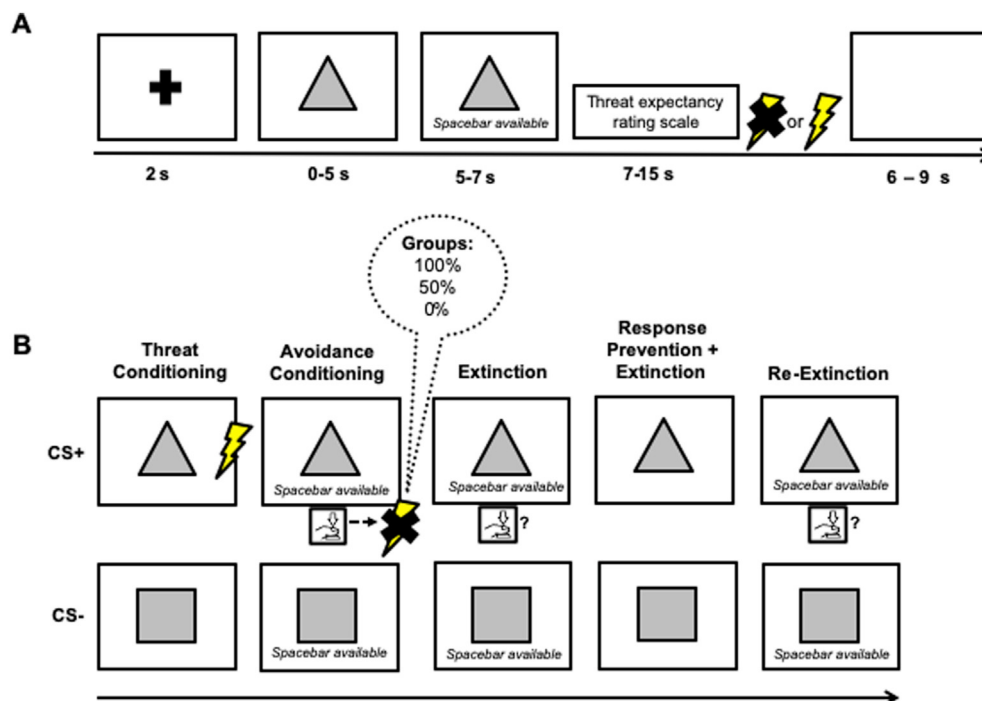 A
Spacebar available
Threat expectancy
rating scale
or
2 s
0-5 s
5-7 s
7-15 s
6 – 9 s
Groups:
100%
50%
0%
B
Threat
Conditioning
Avoidance
Conditioning
Extinction
Response
Prevention +
Extinction
Re-Extinction
CS+
Spacebar available
Spacebar available
Spacebar available
?
?
CS-
Spacebar available
Spacebar available
Spacebar available